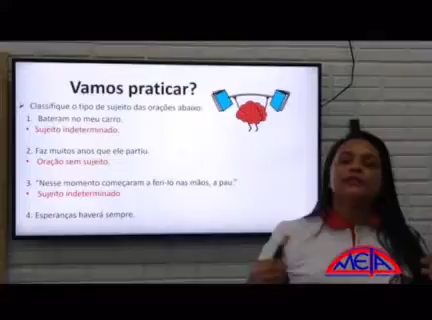 Vamos praticar?
➢ Classifique o tipo de sujeito das orações abaixo:
1. Bateram no meu carro.
• Sujeito indeterminado.
2. Faz muitos anos que ele partiu.
• Oração sem sujeito.
3. "Nesse momento começaram a feri-lo nas mãos, a pau."
• Sujeito indeterminado
4. Esperanças haverá sempre.
META